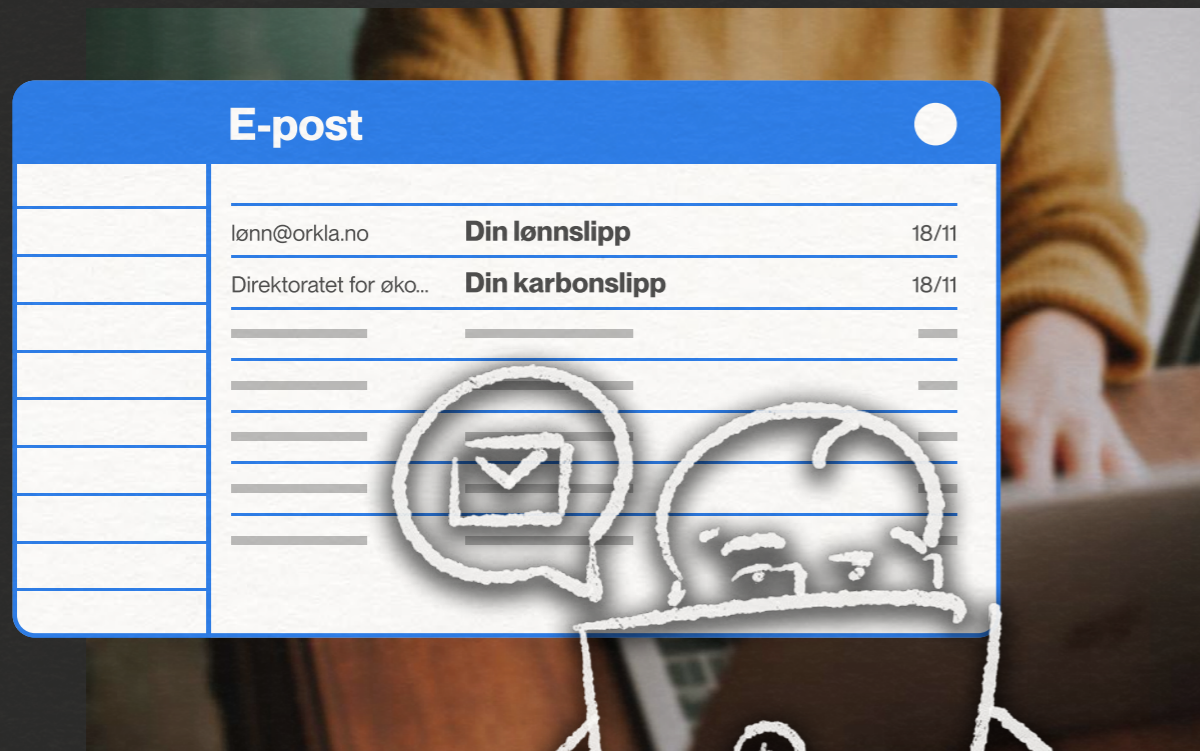 E-post
lønn@orkla.no Din lønnslipp 18/11
Direktoratet for øko... Din karbonslipp 18/11